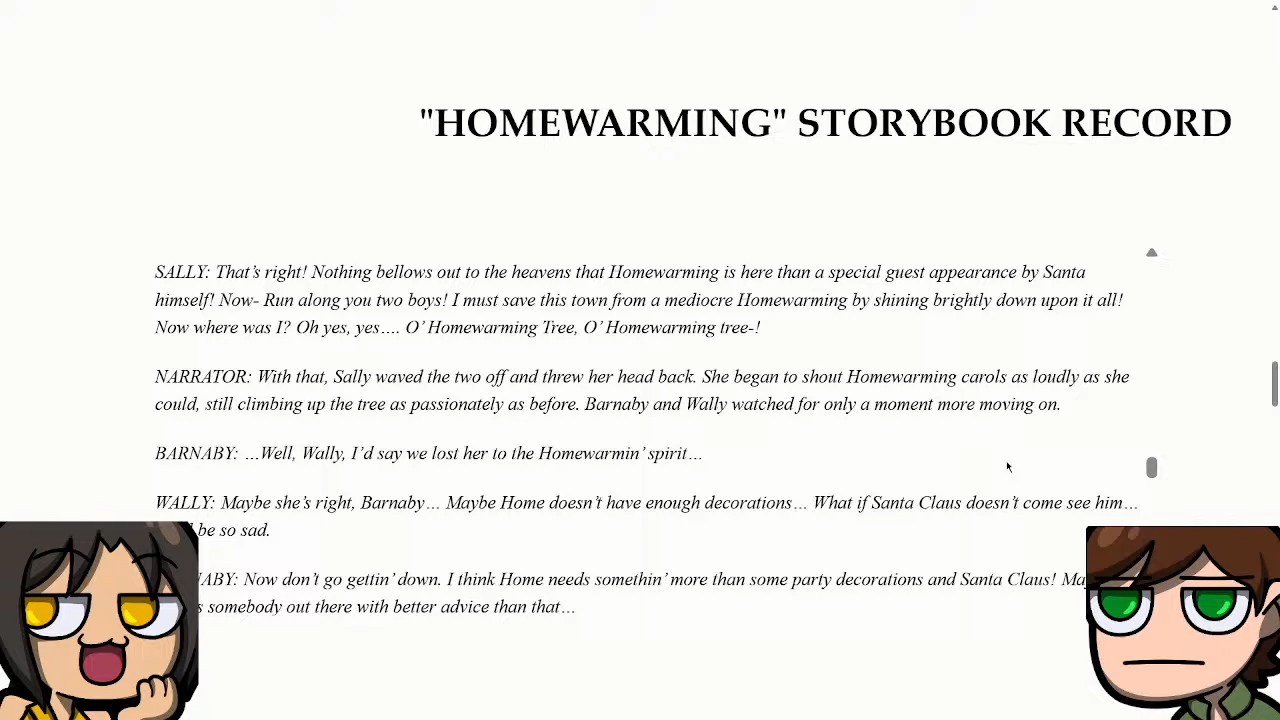 "HOMEWARMING" STORYBOOK RECORD
SALLY: That’s right! Nothing bellows out to the heavens that Homewarming is here than a special guest appearance by Santa
himself! Now- Run along you two boys! I must save this town from a mediocre Homewarming by shining brightly down upon it all!
Now where was I? Oh yes, yes…. O’ Homewarming Tree, O’ Homewarming tree-!
NARRATOR: With that, Sally waved the two off and threw her head back. She began to shout Homewarming carols as loudly as she
could, still climbing up the tree as passionately as before. Barnaby and Wally watched for only a moment more moving on.
BARNABY: …Well, Wally, I’d say we lost her to the Homewarmin’ spirit…
WALLY: Maybe she’s right, Barnaby… Maybe Home doesn’t have enough decorations… What if Santa Claus doesn’t come see him…
be so sad.
Now don’t go gettin’ down. I think Home needs somethin’ more than some party decorations and Santa Claus!
somebody out there with better advice than that…